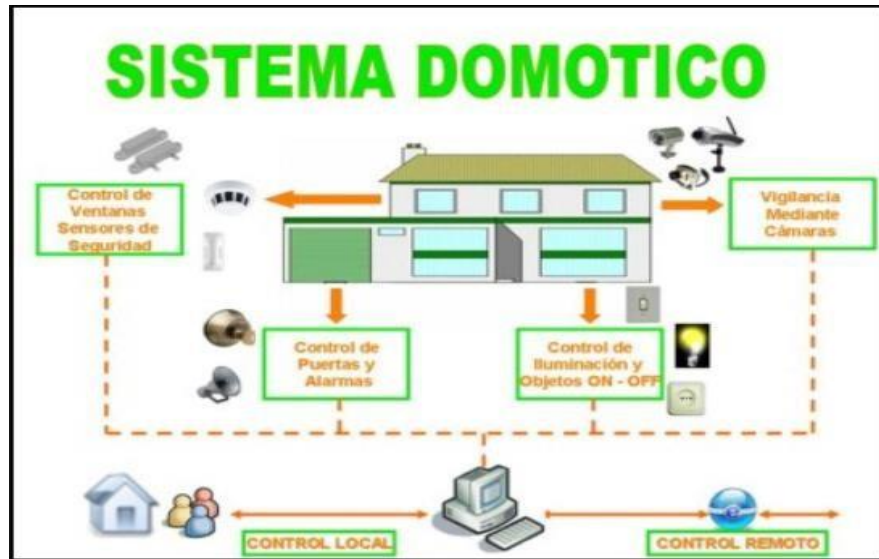 SISTEMA DOMOTICO
Control de
Ventanas
Sensores de
Seguridad
Vigilancia
Mediante
Cámaras
Control de
Puertas y
Alarmas
Control de
Iluminación y
Objetos ON - OFF
CONTROL LOCAL
CONTROL REMOTO